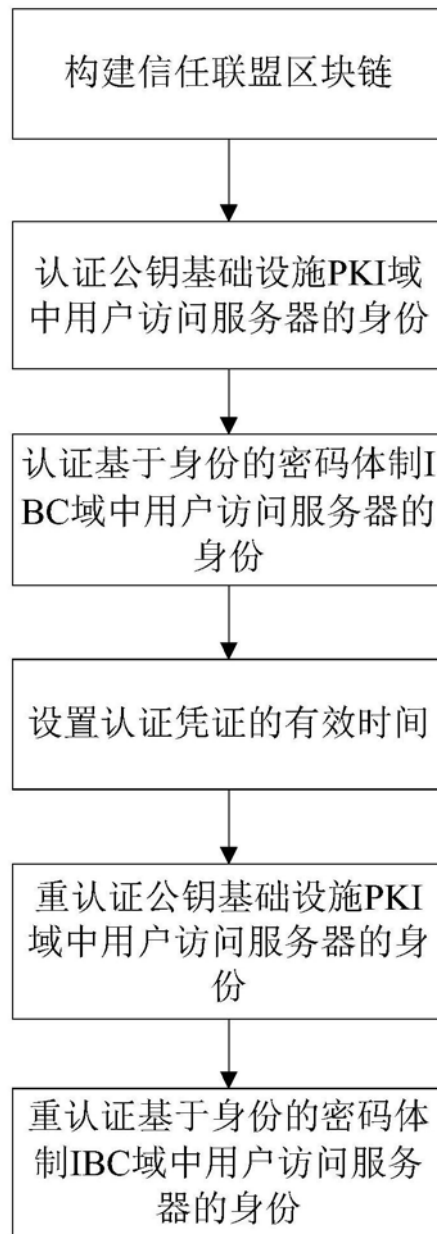 构建信任联盟区块链
认证公钥基础设施PKI域
中用户访问服务器的身份
认证基于身份的密码体制I
BC域中用户访问服务器的
身份
设置认证凭证的有效时间
重认证公钥基础设施PKI
域中用户访问服务器的身
份
重认证基于身份的密码体
制IBC域中用户访问服务
器的身份